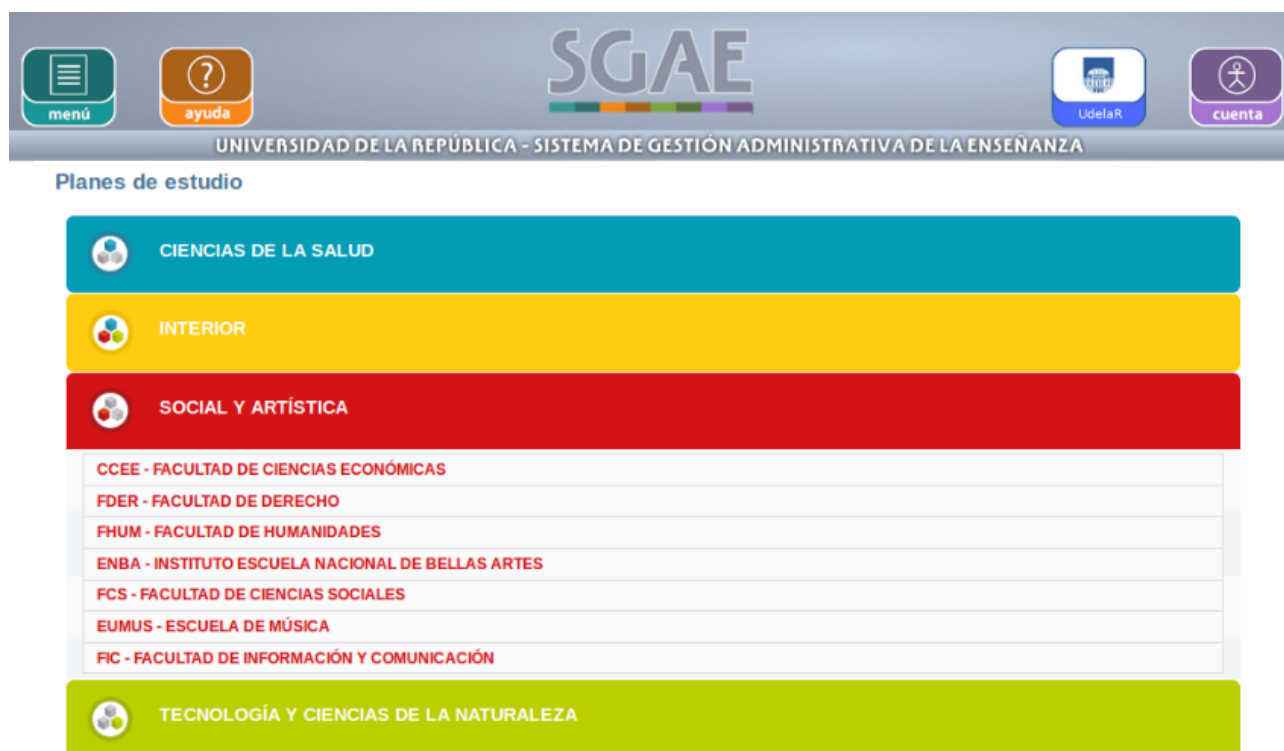 SGAE
menú
ayuda
UdelaR
cuenta
UNIVERSIDAD DE LA REPÚBLICA - SISTEMA DE GESTIÓN ADMINISTRATIVA DE LA ENSEÑANZA
Planes de estudio
CIENCIAS DE LA SALUD
INTERIOR
SOCIAL Y ARTÍSTICA
CCEE - FACULTAD DE CIENCIAS ECONÓMICAS
FDER - FACULTAD DE DERECHO
FHUM - FACULTAD DE HUMANIDADES
ENBA - INSTITUTO ESCUELA NACIONAL DE BELLAS ARTES
FCS - FACULTAD DE CIENCIAS SOCIALES
EUMUS - ESCUELA DE MÚSICA
FIC - FACULTAD DE INFORMACIÓN Y COMUNICACIÓN
TECNOLOGÍA Y CIENCIAS DE LA NATURALEZA